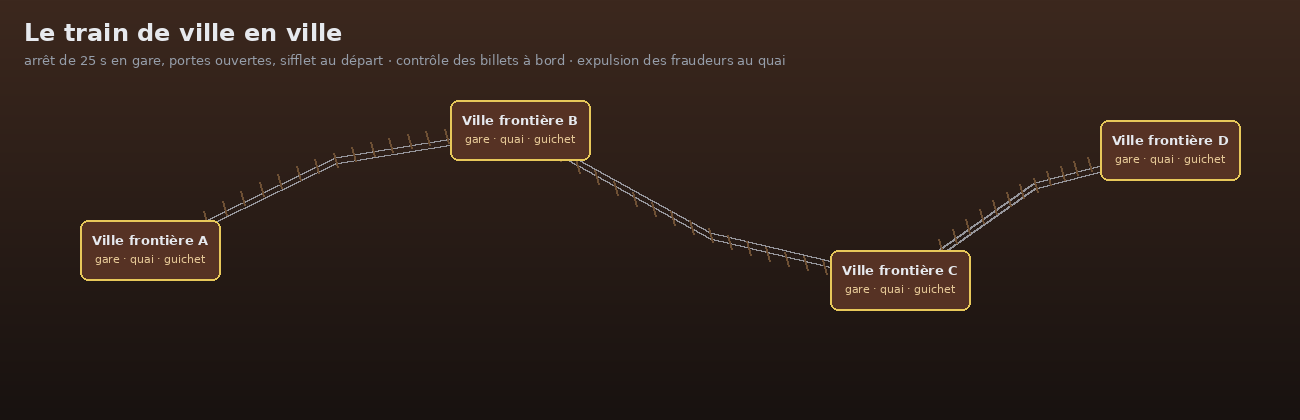 Le train de ville en ville
arrêt de 25 s en gare, portes ouvertes, sifflet au départ · contrôle des billets à bord · expulsion des fraudeurs au quai
Ville frontière B
gare · quai · guichet
Ville frontière D
gare · quai · guichet
Ville frontière A
gare · quai · guichet
Ville frontière C
gare · quai · guichet